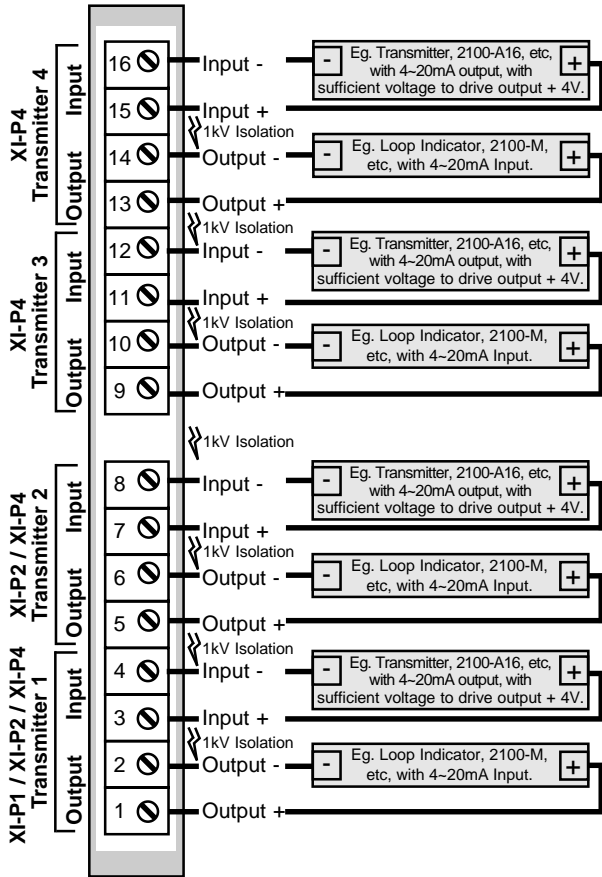 XI-P4
Transmitter 4
Input
Output
16
Input -
-
Eg. Transmitter, 2100-A16, etc,
with 4~20mA output, with
sufficient voltage to drive output + 4V.
+
15
Input +
1kV Isolation
14
Output -
-
Eg. Loop Indicator, 2100-M,
etc, with 4~20mA Input.
+
13
Output +
1kV Isolation
XI-P4
Transmitter 3
Input
Output
12
Input -
-
Eg. Transmitter, 2100-A16, etc,
with 4~20mA output, with
sufficient voltage to drive output + 4V.
+
11
Input +
1kV Isolation
10
Output -
-
Eg. Loop Indicator, 2100-M,
etc, with 4~20mA Input.
+
9
Output +
1kV Isolation
XI-P2 / XI-P4
Transmitter 2
Input
Output
8
Input -
-
Eg. Transmitter, 2100-A16, etc,
with 4~20mA output, with
sufficient voltage to drive output + 4V.
+
7
Input +
1kV Isolation
6
Output -
-
Eg. Loop Indicator, 2100-M,
etc, with 4~20mA Input.
+
5
Output +
1kV Isolation
XI-P1 / XI-P2 / XI-P4
Transmitter 1
Input
Output
4
Input -
-
Eg. Transmitter, 2100-A16, etc,
with 4~20mA output, with
sufficient voltage to drive output + 4V.
+
3
Input +
1kV Isolation
2
Output -
-
Eg. Loop Indicator, 2100-M,
etc, with 4~20mA Input.
+
1
Output +